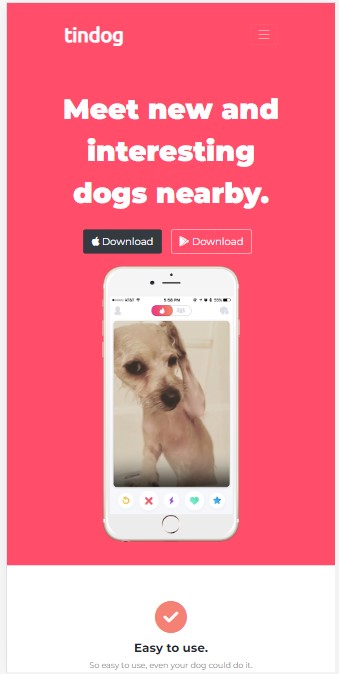 tindog
Meet new and
interesting
dogs nearby.
Download Download
AT&T 5:58 PM 55%
Easy to use.
So easy to use, even your dog could do it.